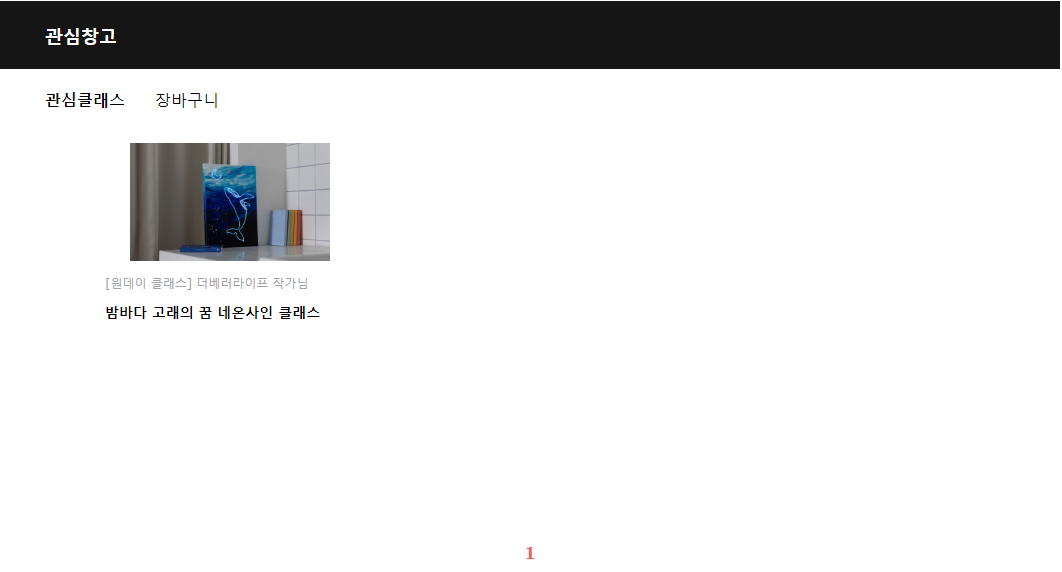 관심창고
관심클래스 장바구니
[원데이 클래스] 더베러라이프 작가님
밤바다 고래의 꿈 네온사인 클래스
1